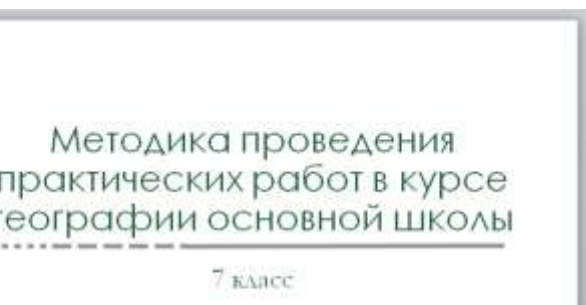 Методика проведения
практических работ в курсе
географии основной школы
7 класс